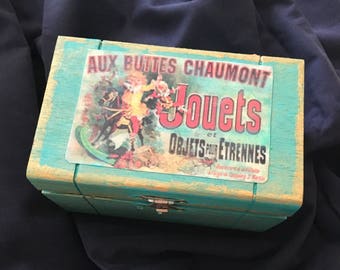 AUX BUTTES CHAUMONT
Jouets
et
OBJETS POUR ETRENNES